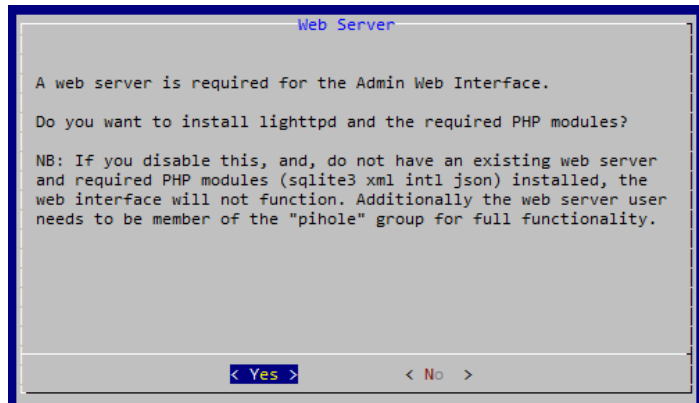 Web Server
A web server is required for the Admin Web Interface.
Do you want to install lighttpd and the required PHP modules?
NB: If you disable this, and, do not have an existing web server
and required PHP modules (sqlite3 xml intl json) installed, the
web interface will not function. Additionally the web server user
needs to be member of the "pihole" group for full functionality.
< Yes > < No >